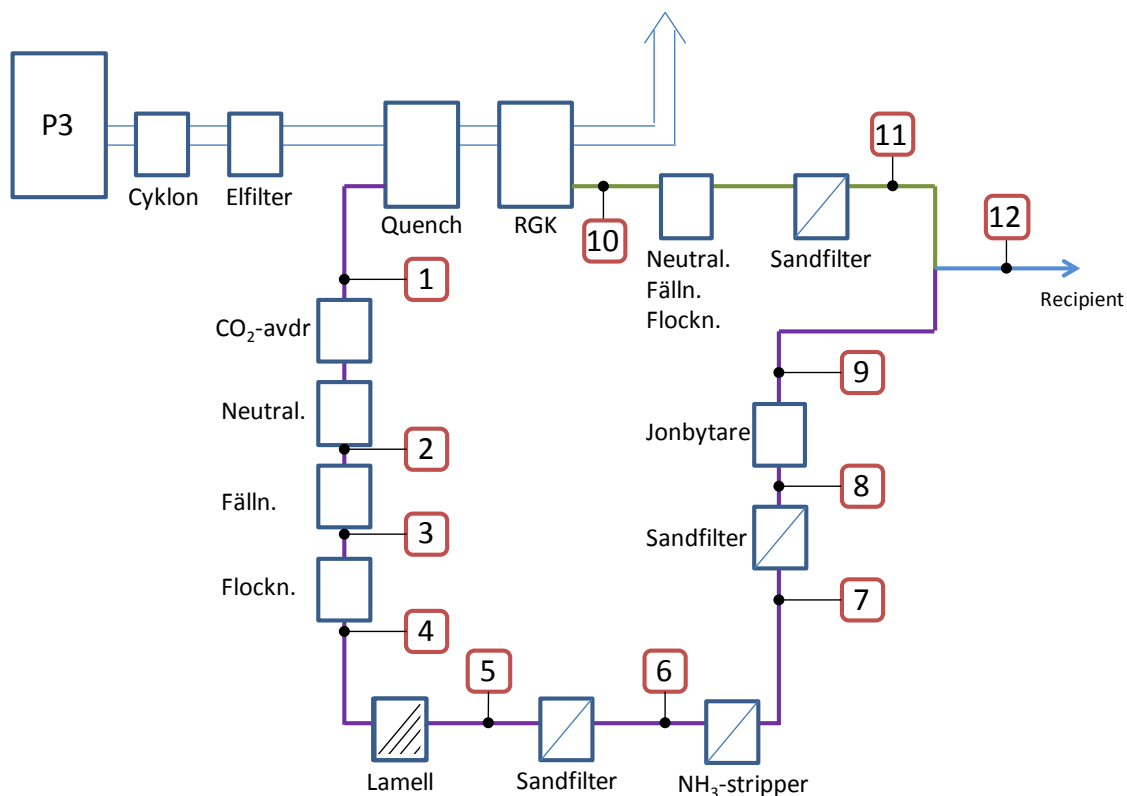 P3
Cyklon
Elfilter
Quench
RGK
10
Neutral.
Fälln.
Flockn.
Sandfilter
11
12
Recipient
1
CO₂-avdr
Neutral.
2
Fälln.
3
Flockn.
4
Lamell
5
Sandfilter
6
NH₃-stripper
7
Sandfilter
8
Jonbytare
9